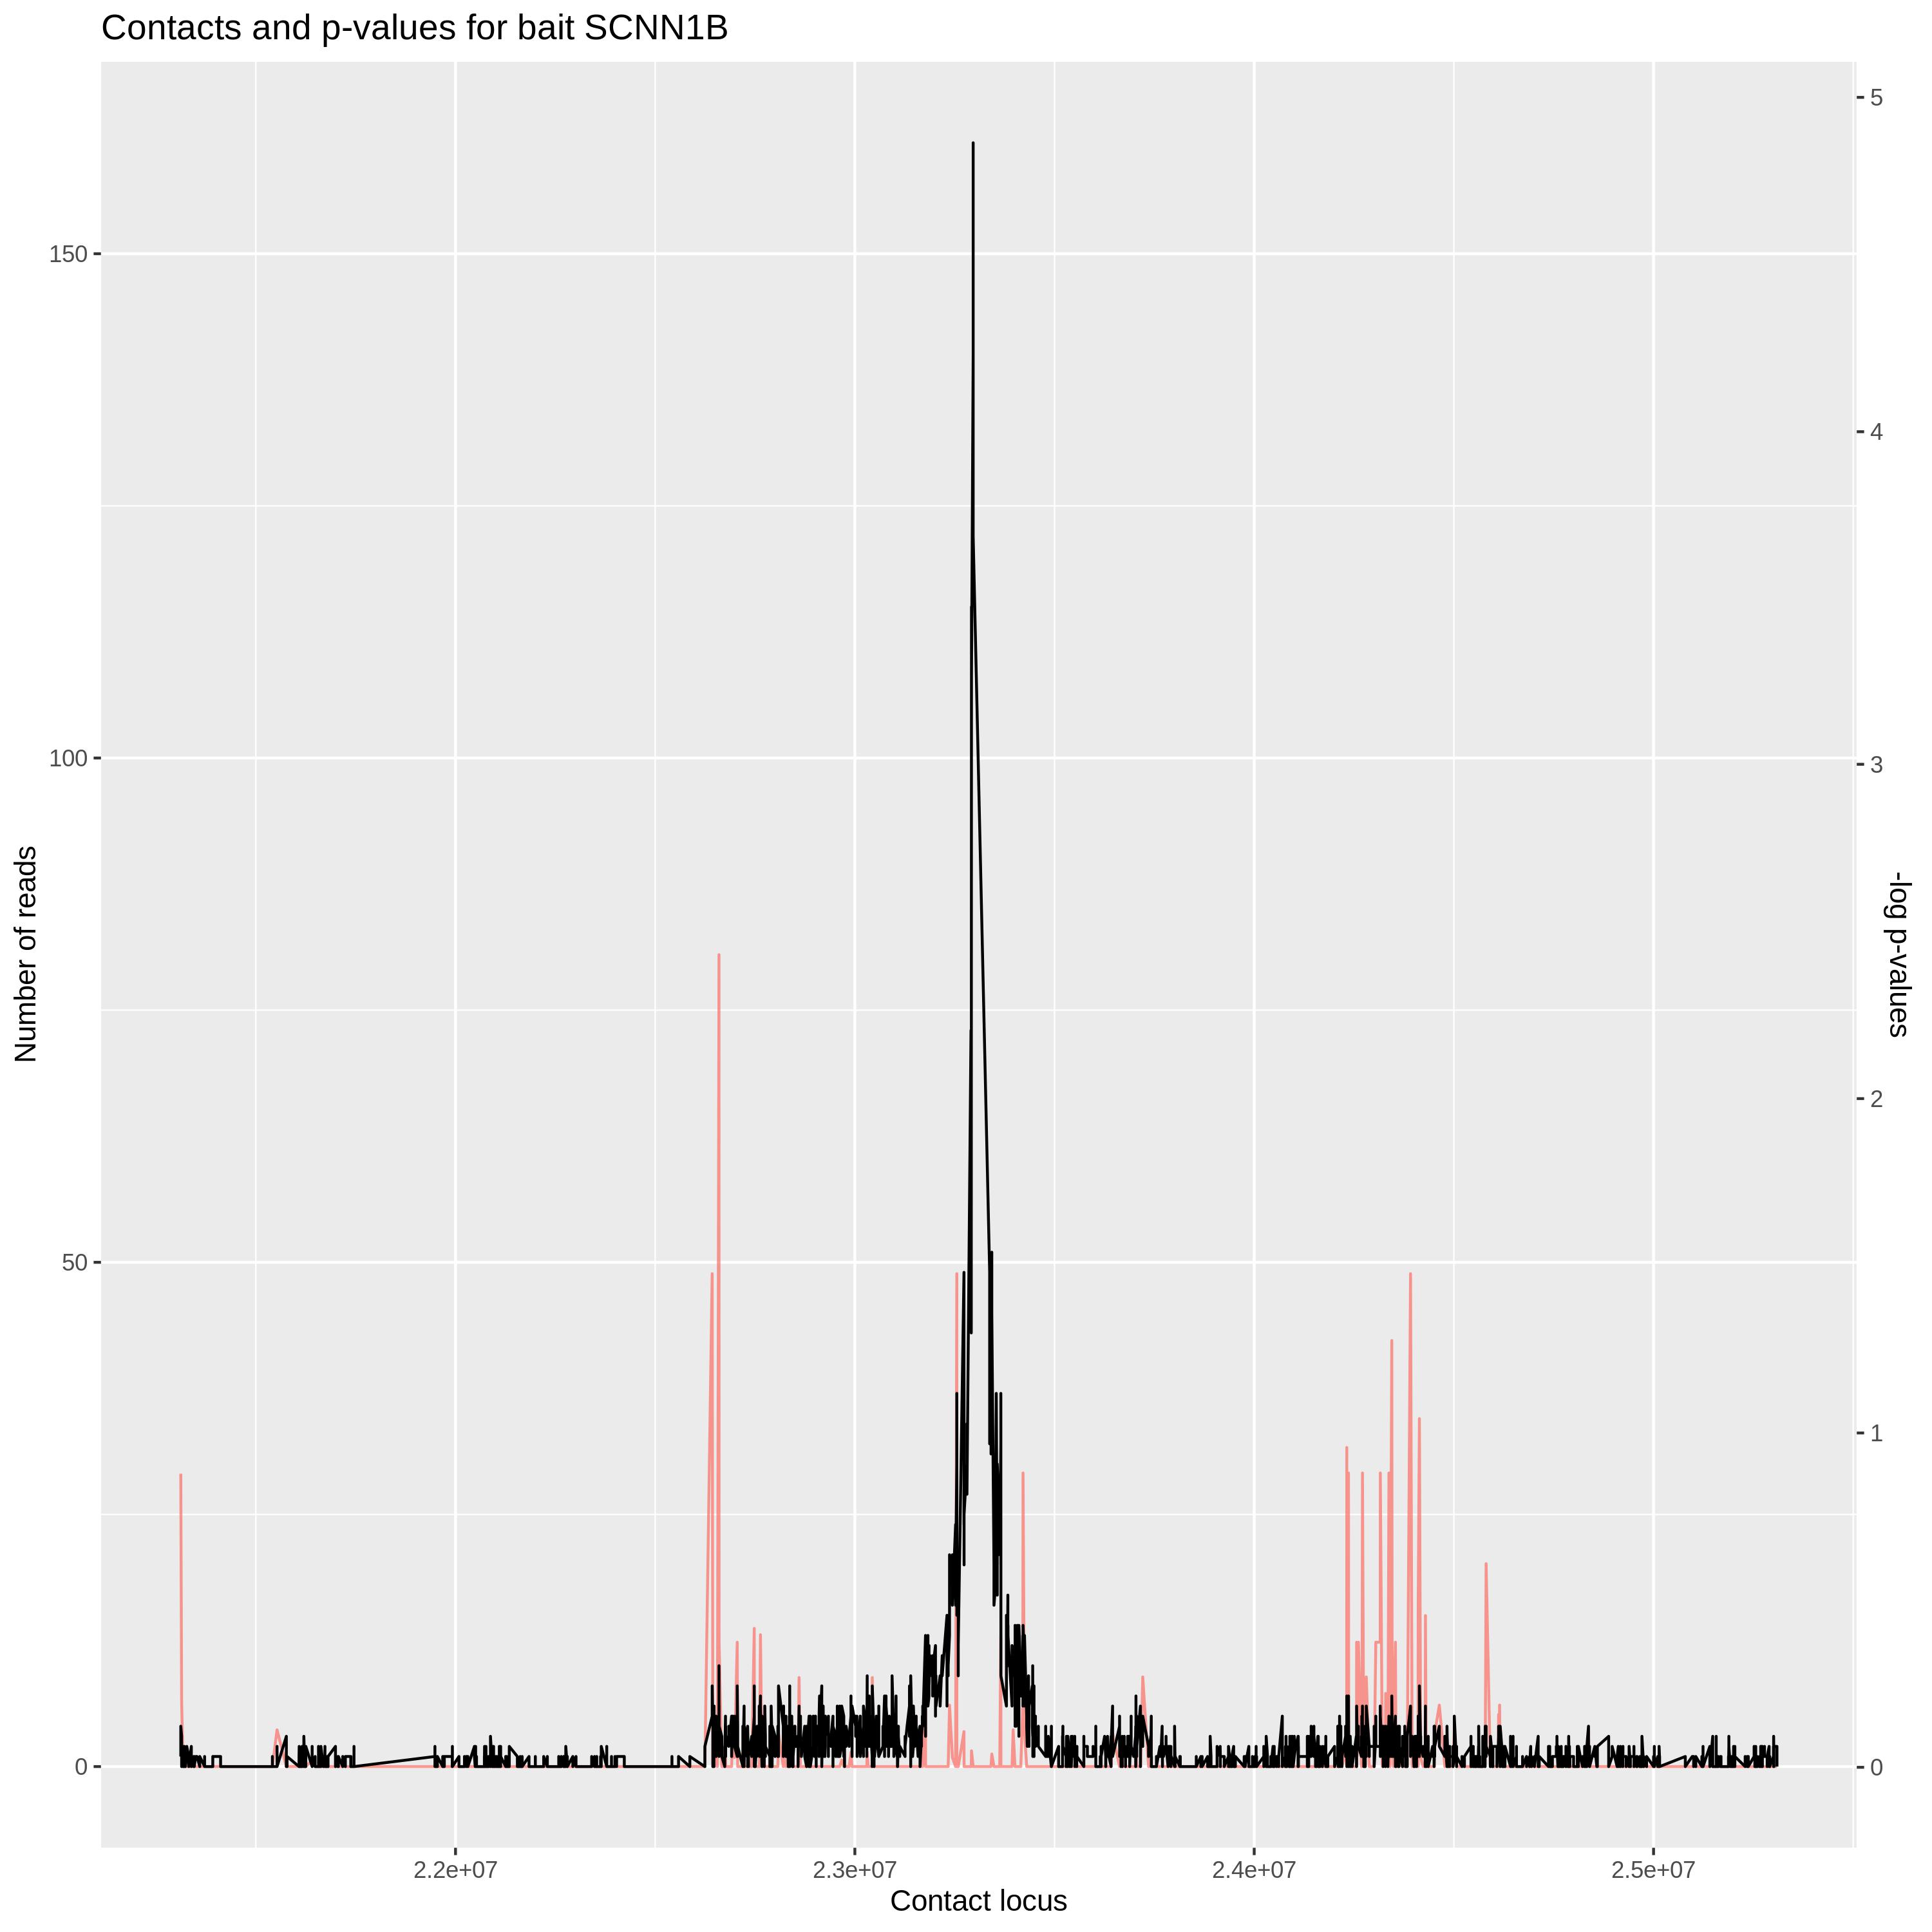 Contacts and p-values for bait SCNN1B
150
100
50
0
Number of reads
5
4
3
2
1
0
-log p-values
2.2e+07
2.3e+07
2.4e+07
2.5e+07
Contact locus